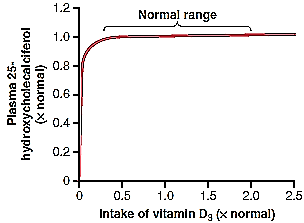 Normal range
1.2
1.0
0.8
0.6
0.4
0.2
0
Plasma 25-
hydroxycholecalciferol
(× normal)
0 0.5 1.0 1.5 2.0 2.5
Intake of vitamin D3 (× normal)